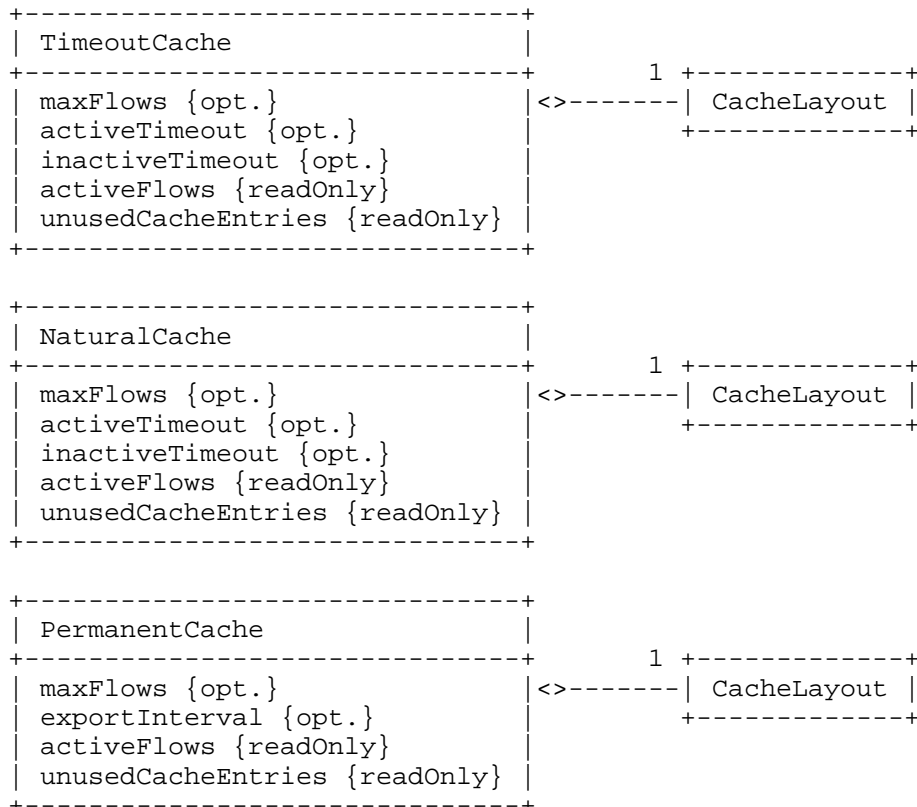 +-------------------------------+
| TimeoutCache                  |
+-------------------------------+       1 +-------------+
| maxFlows {opt.}               |<>-------| CacheLayout |
| activeTimeout {opt.}          |         +-------------+
| inactiveTimeout {opt.}        |
| activeFlows {readOnly}        |
| unusedCacheEntries {readOnly} |
+-------------------------------+

+-------------------------------+
| NaturalCache                  |
+-------------------------------+       1 +-------------+
| maxFlows {opt.}               |<>-------| CacheLayout |
| activeTimeout {opt.}          |         +-------------+
| inactiveTimeout {opt.}        |
| activeFlows {readOnly}        |
| unusedCacheEntries {readOnly} |
+-------------------------------+

+-------------------------------+
| PermanentCache                |
+-------------------------------+       1 +-------------+
| maxFlows {opt.}               |<>-------| CacheLayout |
| exportInterval {opt.}         |         +-------------+
| activeFlows {readOnly}        |
| unusedCacheEntries {readOnly} |
+-------------------------------+